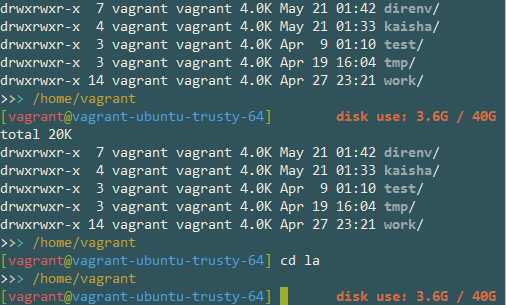 drwxrwxr-x  7 vagrant vagrant 4.0K May 21 01:42 direnv/
drwxrwxr-x  4 vagrant vagrant 4.0K May 21 01:33 kaisha/
drwxrwxr-x  3 vagrant vagrant 4.0K Apr  9 01:10 test/
drwxrwxr-x  3 vagrant vagrant 4.0K Apr 19 16:04 tmp/
drwxrwxr-x 14 vagrant vagrant 4.0K Apr 27 23:21 work/
>>> /home/vagrant
[vagrant@vagrant-ubuntu-trusty-64]        disk use: 3.6G / 40G
total 20K
drwxrwxr-x  7 vagrant vagrant 4.0K May 21 01:42 direnv/
drwxrwxr-x  4 vagrant vagrant 4.0K May 21 01:33 kaisha/
drwxrwxr-x  3 vagrant vagrant 4.0K Apr  9 01:10 test/
drwxrwxr-x  3 vagrant vagrant 4.0K Apr 19 16:04 tmp/
drwxrwxr-x 14 vagrant vagrant 4.0K Apr 27 23:21 work/
>>> /home/vagrant
[vagrant@vagrant-ubuntu-trusty-64] cd la
>>> /home/vagrant
[vagrant@vagrant-ubuntu-trusty-64]        disk use: 3.6G / 40G